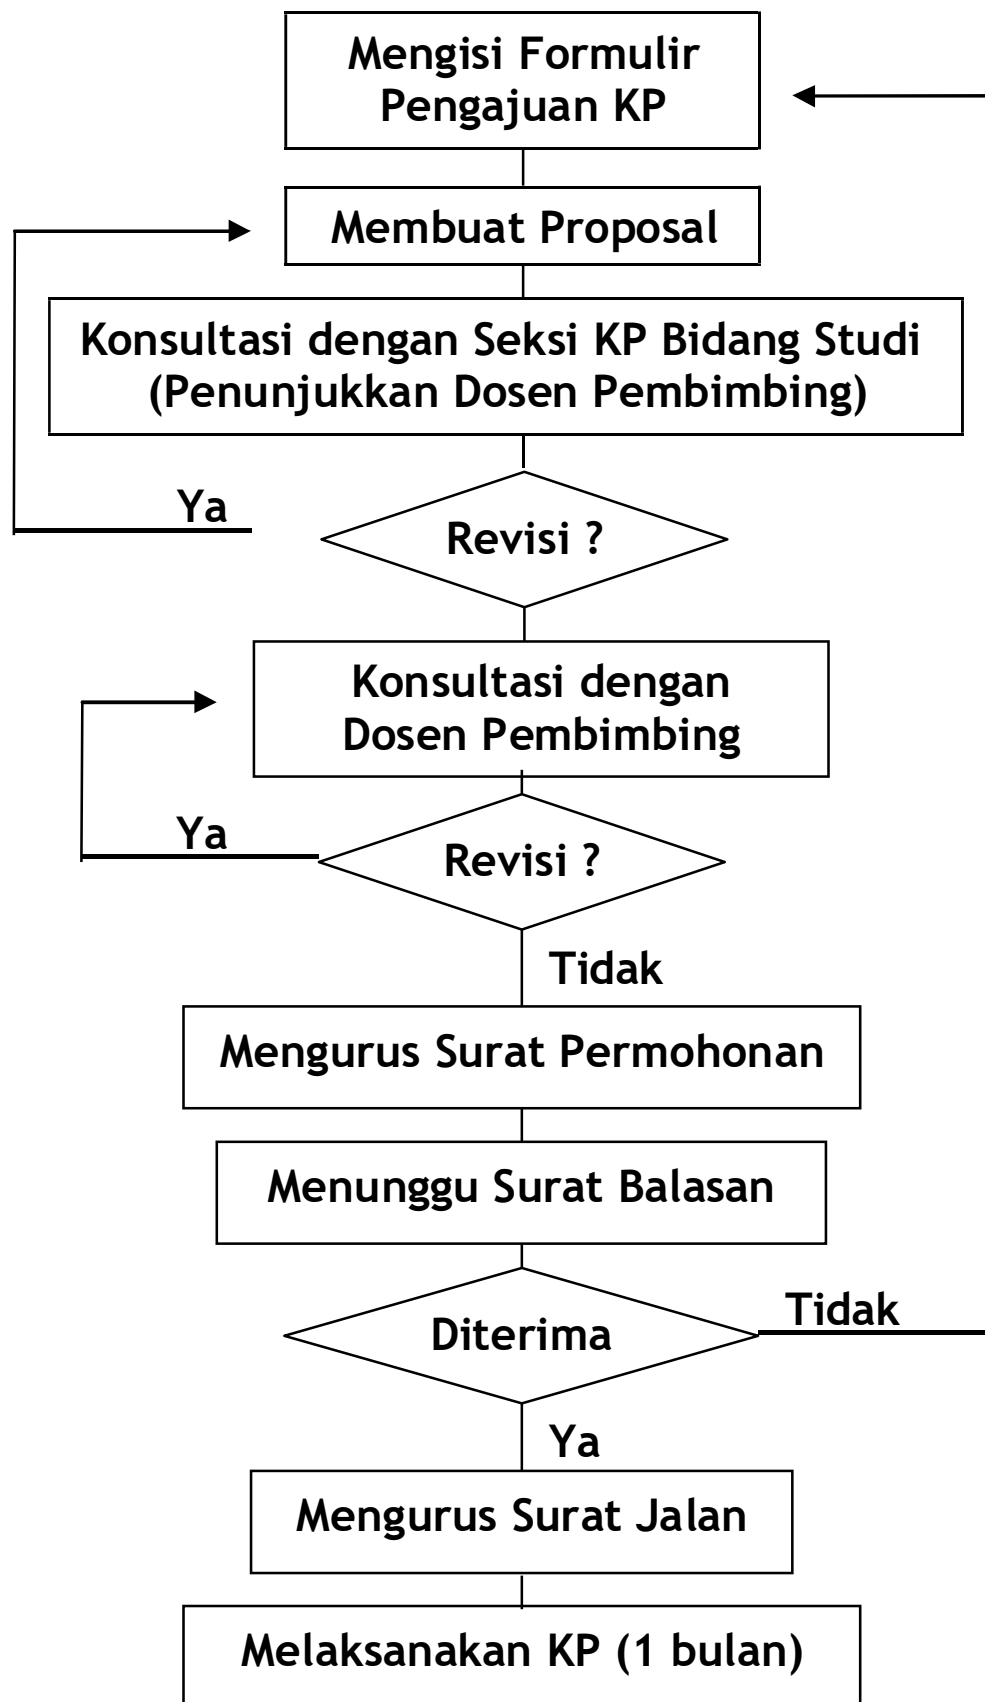 Mengisi Formulir
Pengajuan KP
Membuat Proposal
Konsultasi dengan Seksi KP Bidang Studi
(Penunjukkan Dosen Pembimbing)
Ya
Revisi ?
Konsultasi dengan
Dosen Pembimbing
Ya
Revisi ?
Tidak
Mengurus Surat Permohonan
Menunggu Surat Balasan
Tidak
Diterima
Ya
Mengurus Surat Jalan
Melaksanakan KP (1 bulan)